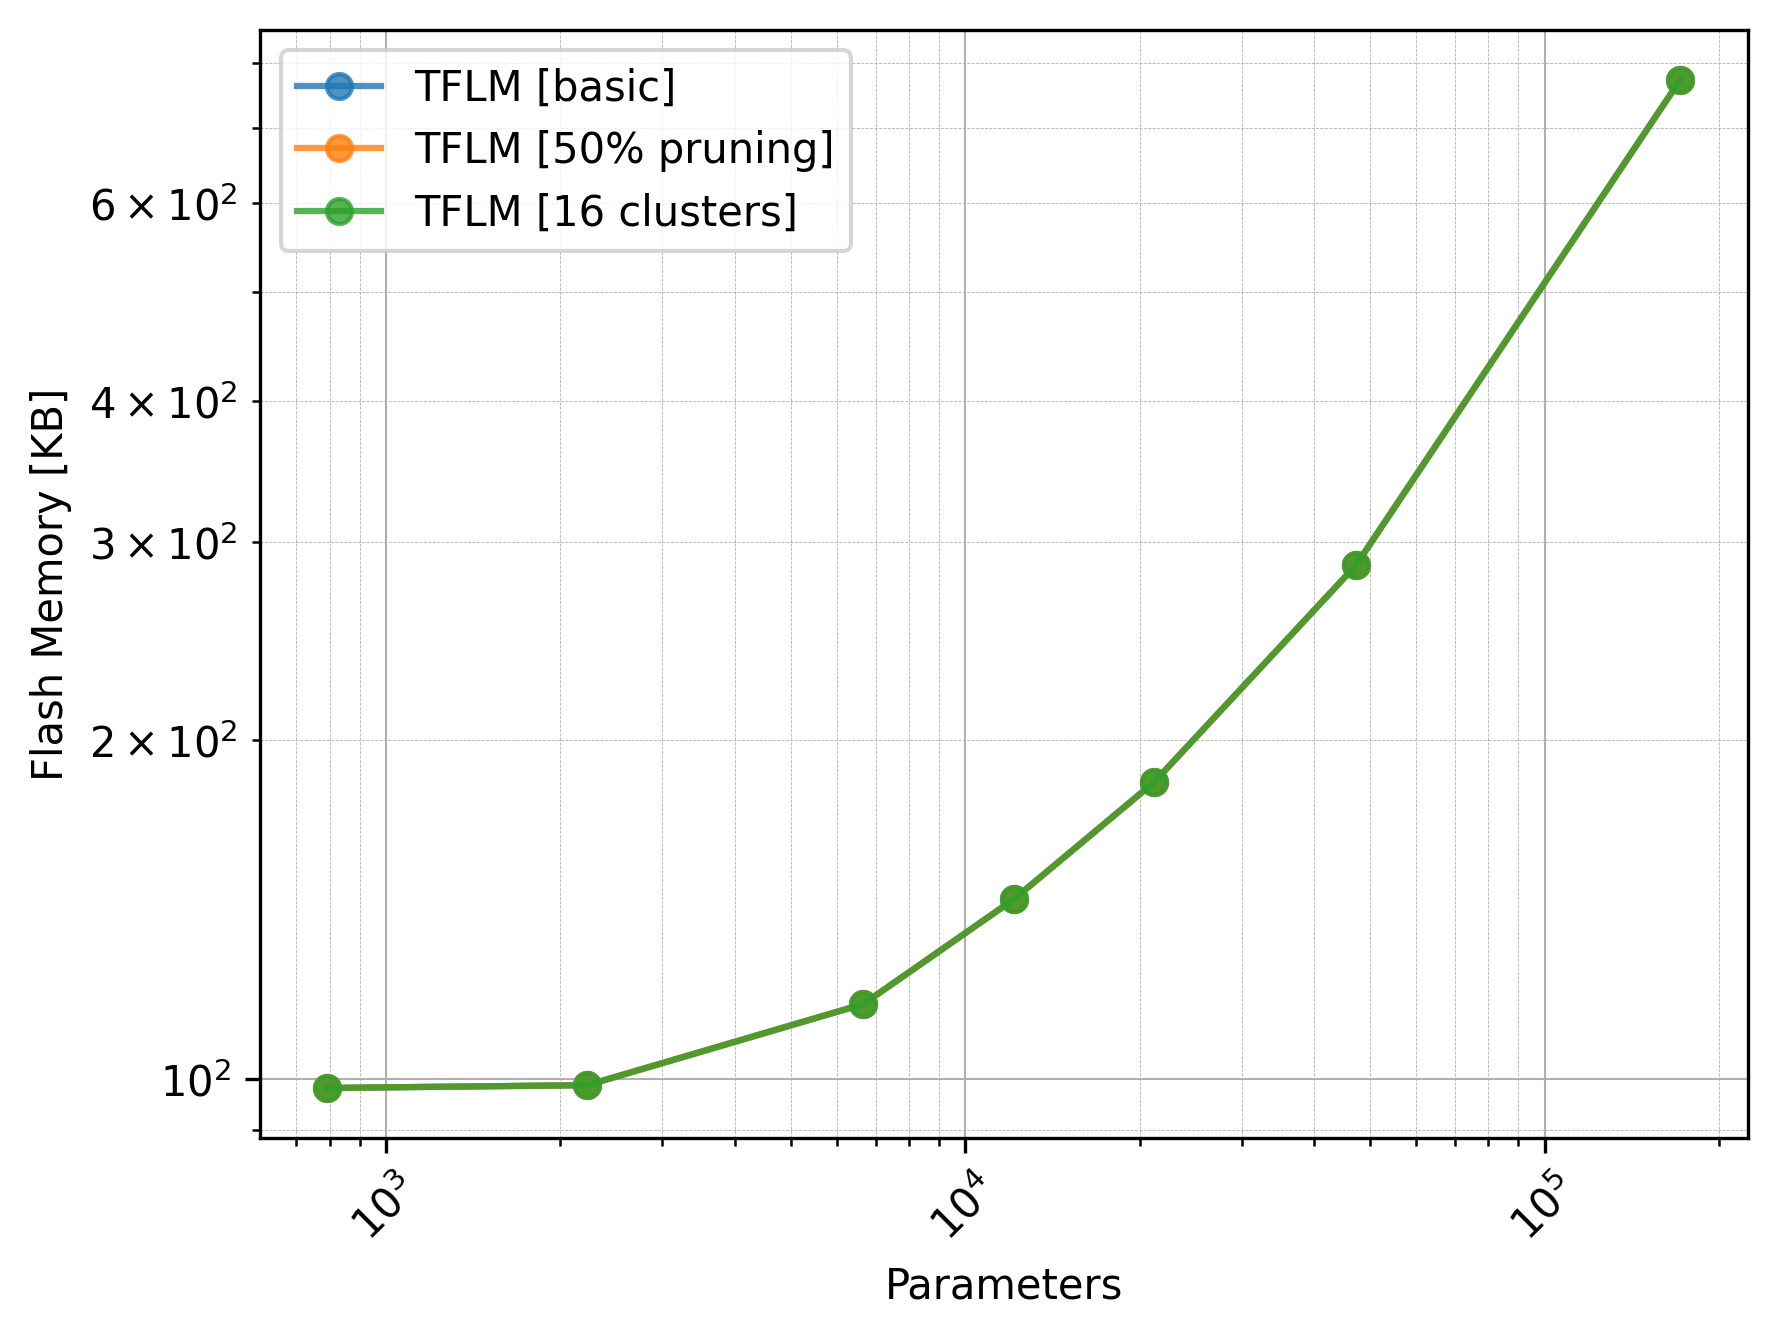 TFLM [basic]
TFLM [50% pruning]
TFLM [16 clusters]
6 × 10²
4 × 10²
3 × 10²
2 × 10²
10²
Flash Memory [KB]
10³
10⁴
10⁵
Parameters